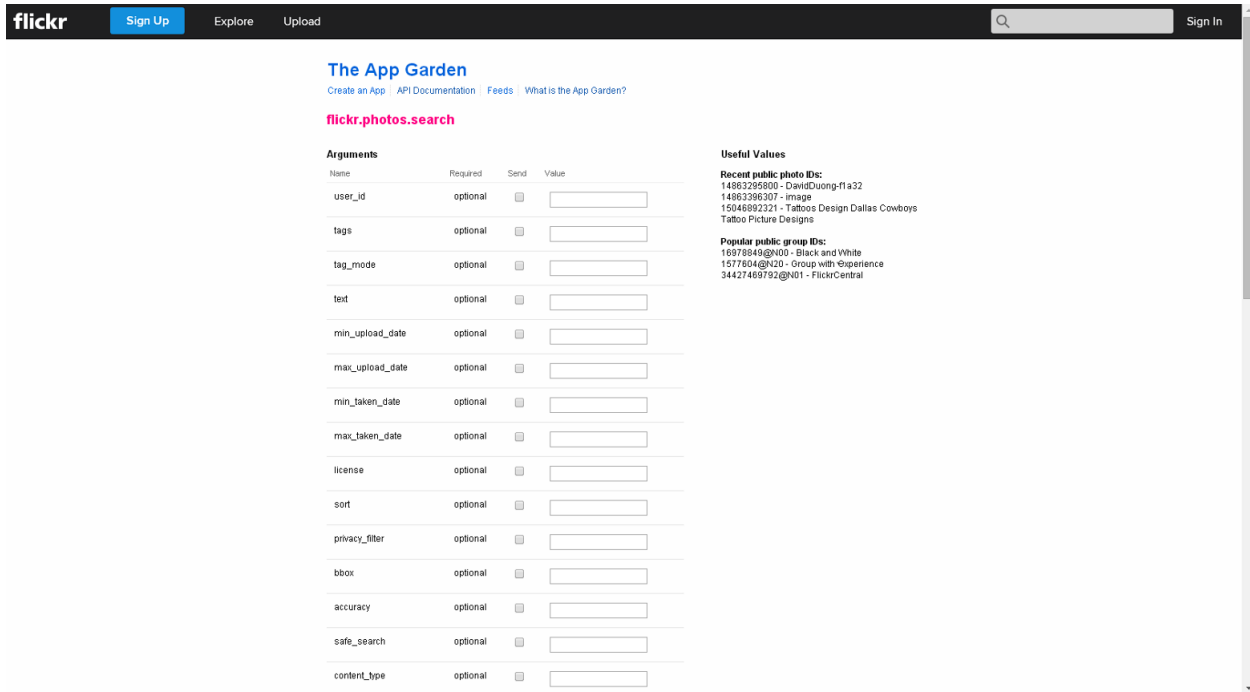 flickr Sign Up Explore Upload Sign In
The App Garden
Create an App API Documentation Feeds What is the App Garden?
flickr.photos.search
Arguments
Name Required Send Value
user_id optional
tags optional
tag_mode optional
text optional
min_upload_date optional
max_upload_date optional
min_taken_date optional
max_taken_date optional
license optional
sort optional
privacy_filter optional
bbox optional
accuracy optional
safe_search optional
content_type optional
Useful Values
Recent public photo IDs:
14863295800 - DavidDuong-f1a32
14863396307 - image
15046892321 - Tattoos Design Dallas Cowboys
Tattoo Picture Designs
Popular public group IDs:
16978849@N00 - Black and White
1577604@N20 - Group with ಅxperience
34427469792@N01 - FlickrCentral